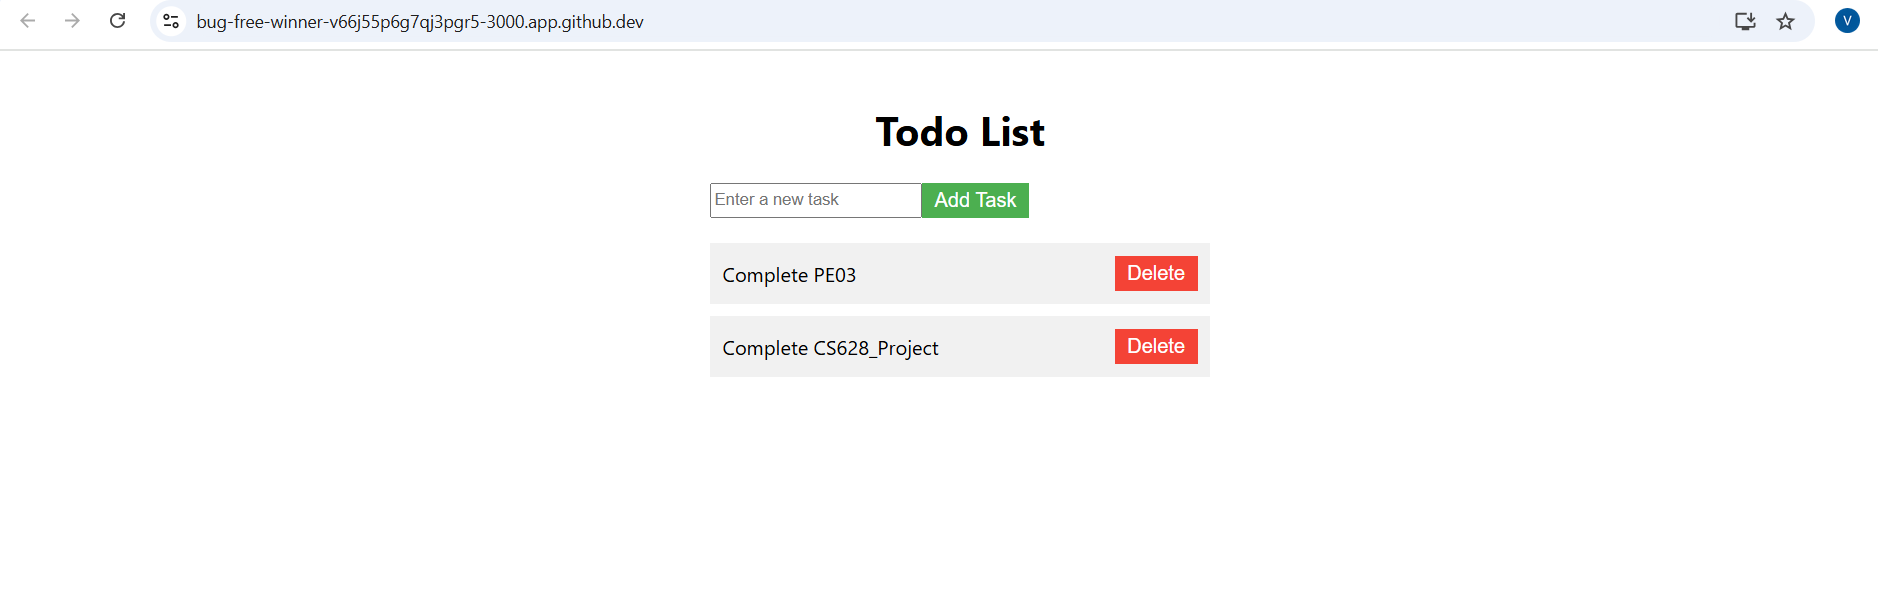 bug-free-winner-v66j55p6g7qj3pgr5-3000.app.github.dev
V
Todo List
Enter a new task Add Task
Complete PE03 Delete
Complete CS628_Project Delete